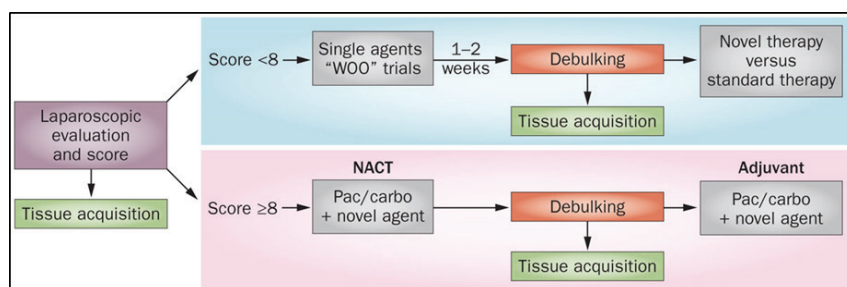 Laparoscopic
evaluation
and score
Tissue acquisition
Score <8
Single agents
“WOO” trials
1–2
weeks
Debulking
Tissue acquisition
Novel therapy
versus
standard therapy
Score ≥8
NACT
Pac/carbo
+ novel agent
Debulking
Tissue acquisition
Adjuvant
Pac/carbo
+ novel agent